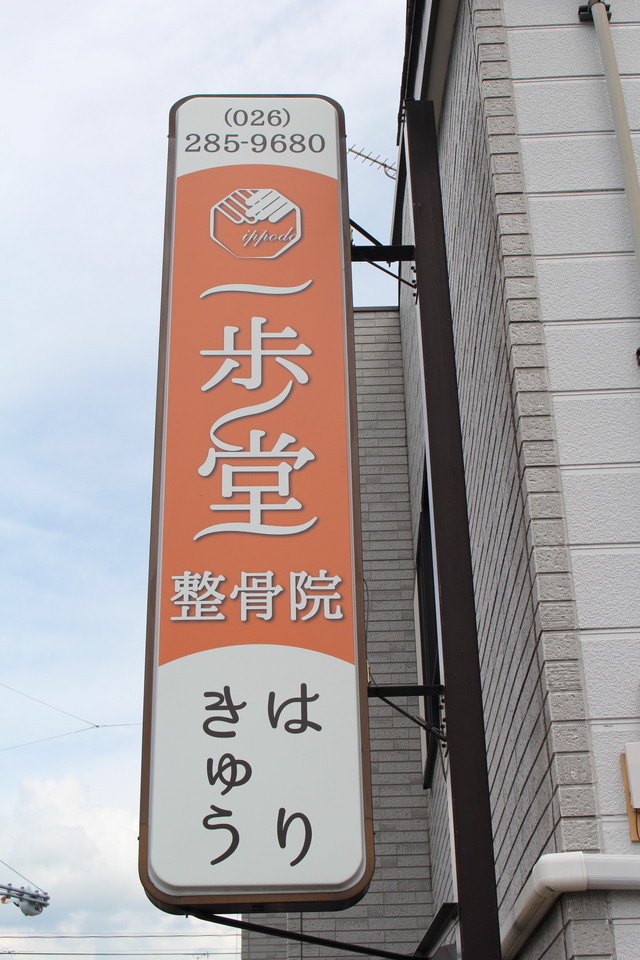 (026)
285-9680
ippodo
一歩堂
整骨院
はり
きゅう